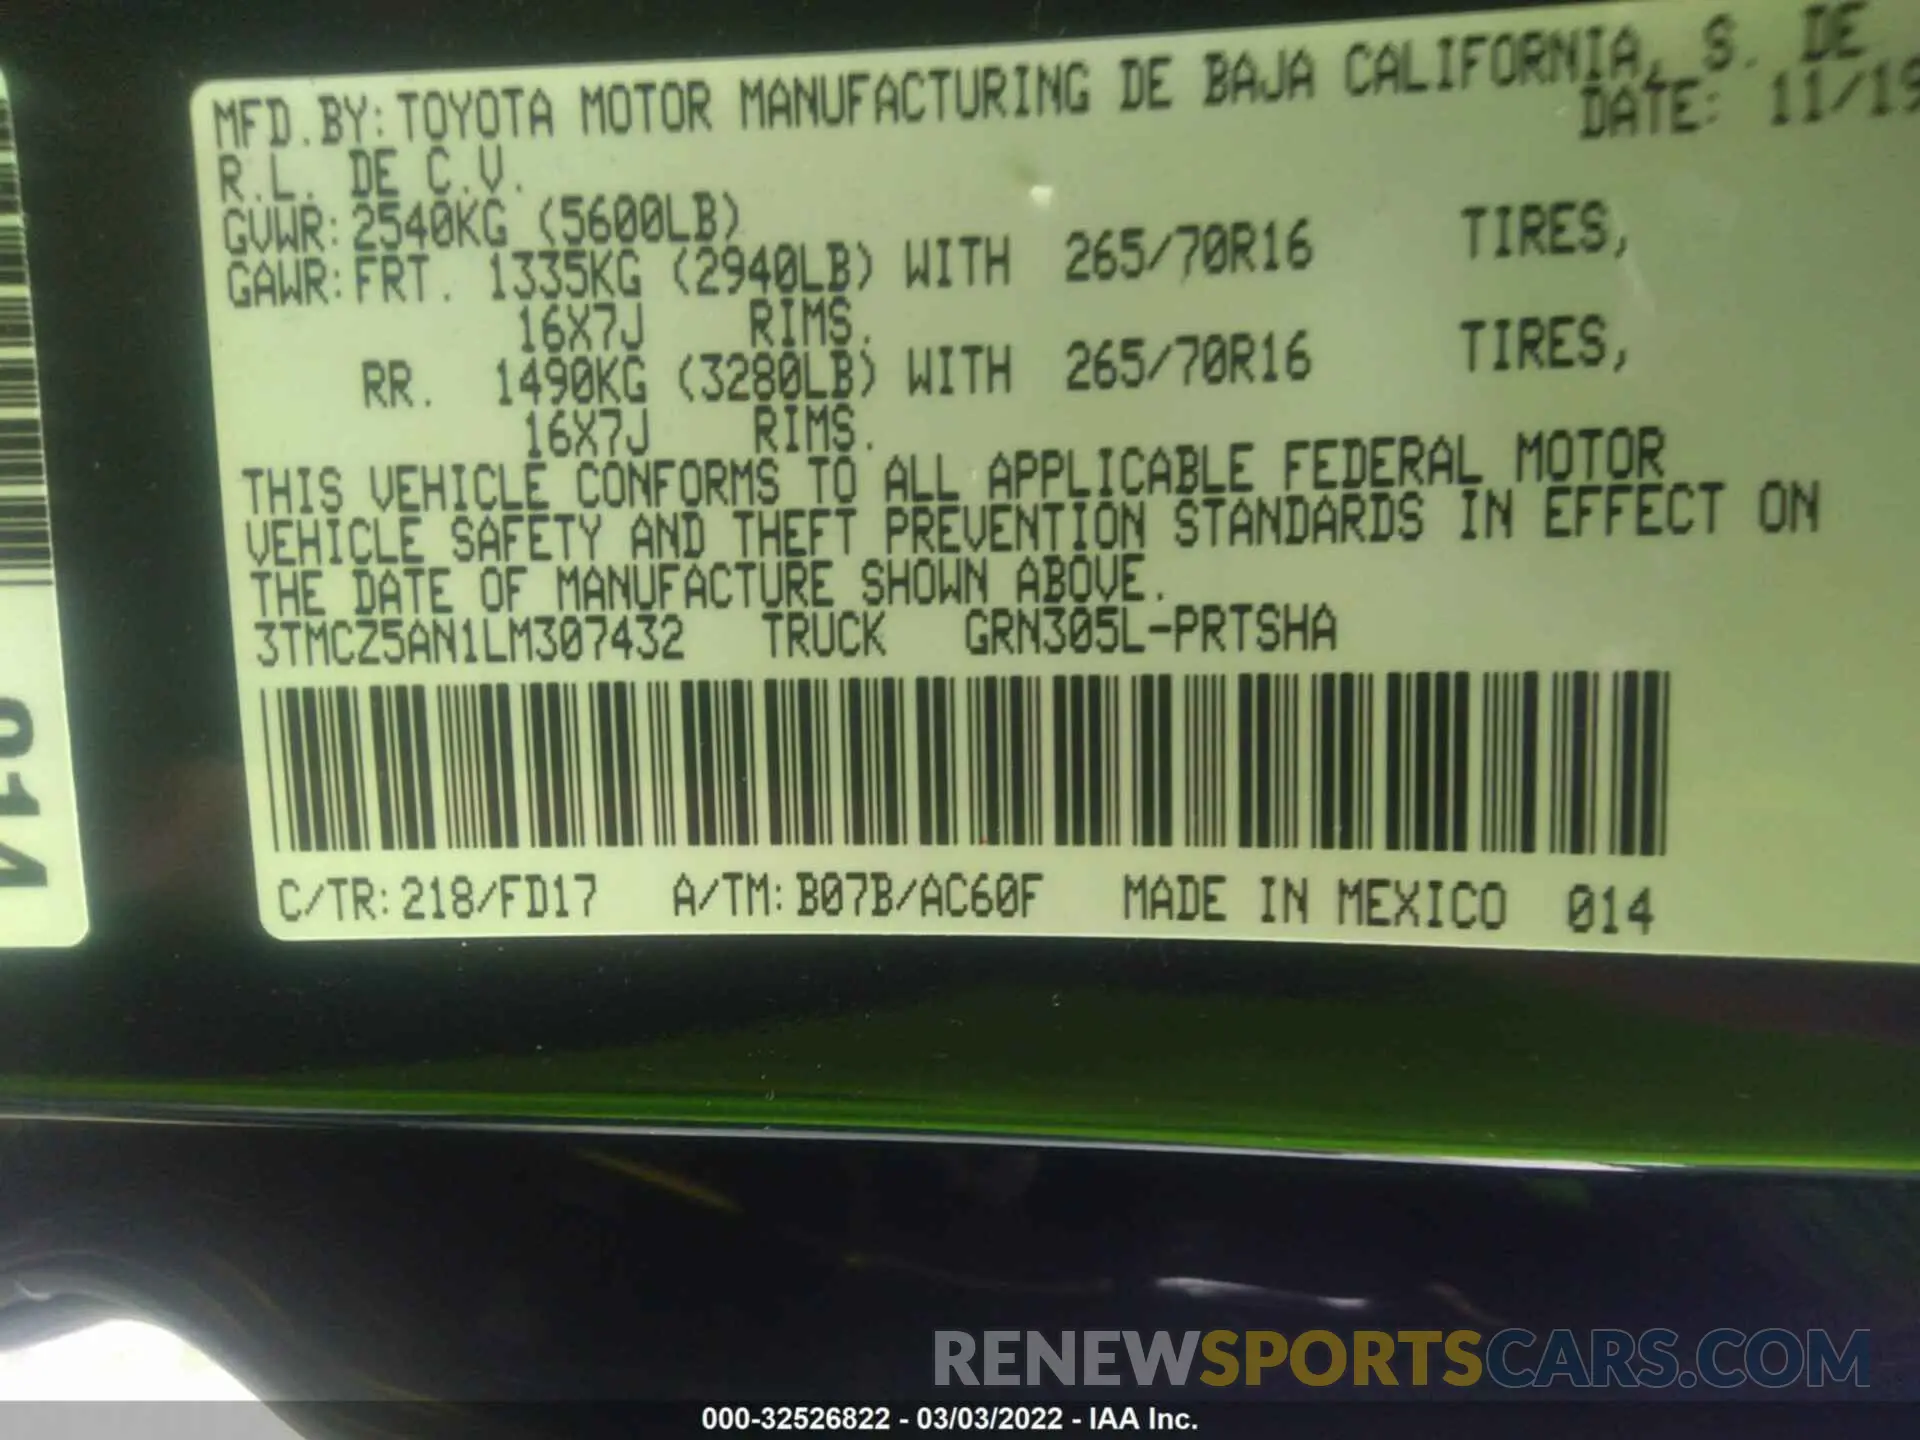 MFD.BY:TOYOTA MOTOR MANUFACTURING DE BAJA CALIFORNIA, S. DE
R.L. DE C.V. DATE: 11/19
GVWR:2540KG (5600LB)
GAWR:FRT. 1335KG (2940LB) WITH 265/70R16 TIRES,
16X7J RIMS.
RR. 1490KG (3280LB) WITH 265/70R16 TIRES,
16X7J RIMS.
THIS VEHICLE CONFORMS TO ALL APPLICABLE FEDERAL MOTOR
VEHICLE SAFETY AND THEFT PREVENTION STANDARDS IN EFFECT ON
THE DATE OF MANUFACTURE SHOWN ABOVE.
3TMCZ5AN1LM307432 TRUCK GRN305L-PRTSHA
C/TR:218/FD17 A/TM:B07B/AC60F MADE IN MEXICO 014
014
RENEWSPORTSCARS.COM
000-32526822 - 03/03/2022 - IAA Inc.